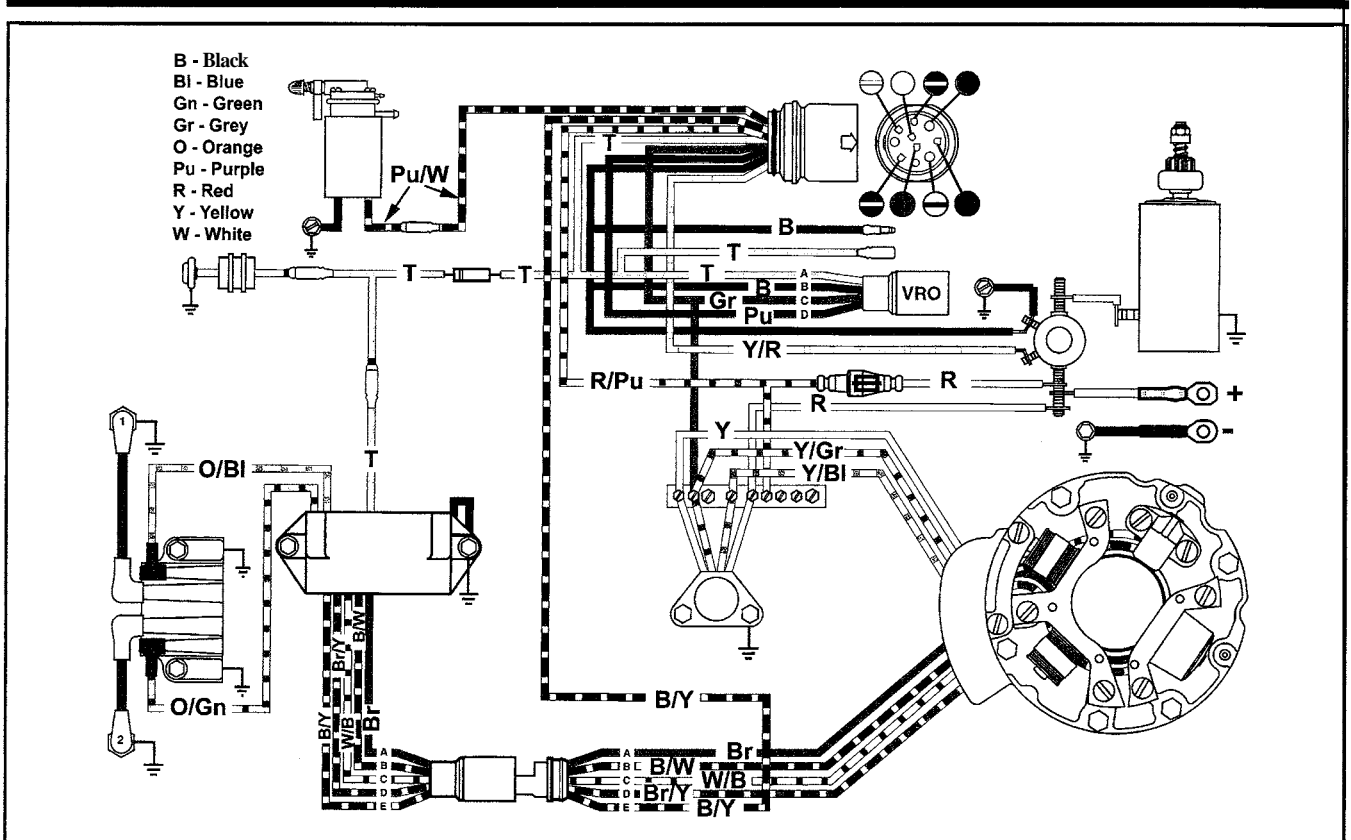 B - Black
Bl - Blue
Gn - Green
Gr - Grey
O - Orange
Pu - Purple
R - Red
Y - Yellow
W - White
Pu/W
T
B
T
T
T
T
A
B
B
Gr
C
Pu
D
VRO
Y/R
R/Pu
R
R
+
-
Y
Y/Gr
Y/Bl
T
1
O/Bl
O/Gn
2
B/Y
Br/Y
W/B
B/W
Br
B/Y
A
B
C
D
E
A
Br
B
B/W
C
W/B
D
Br/Y
E
B/Y